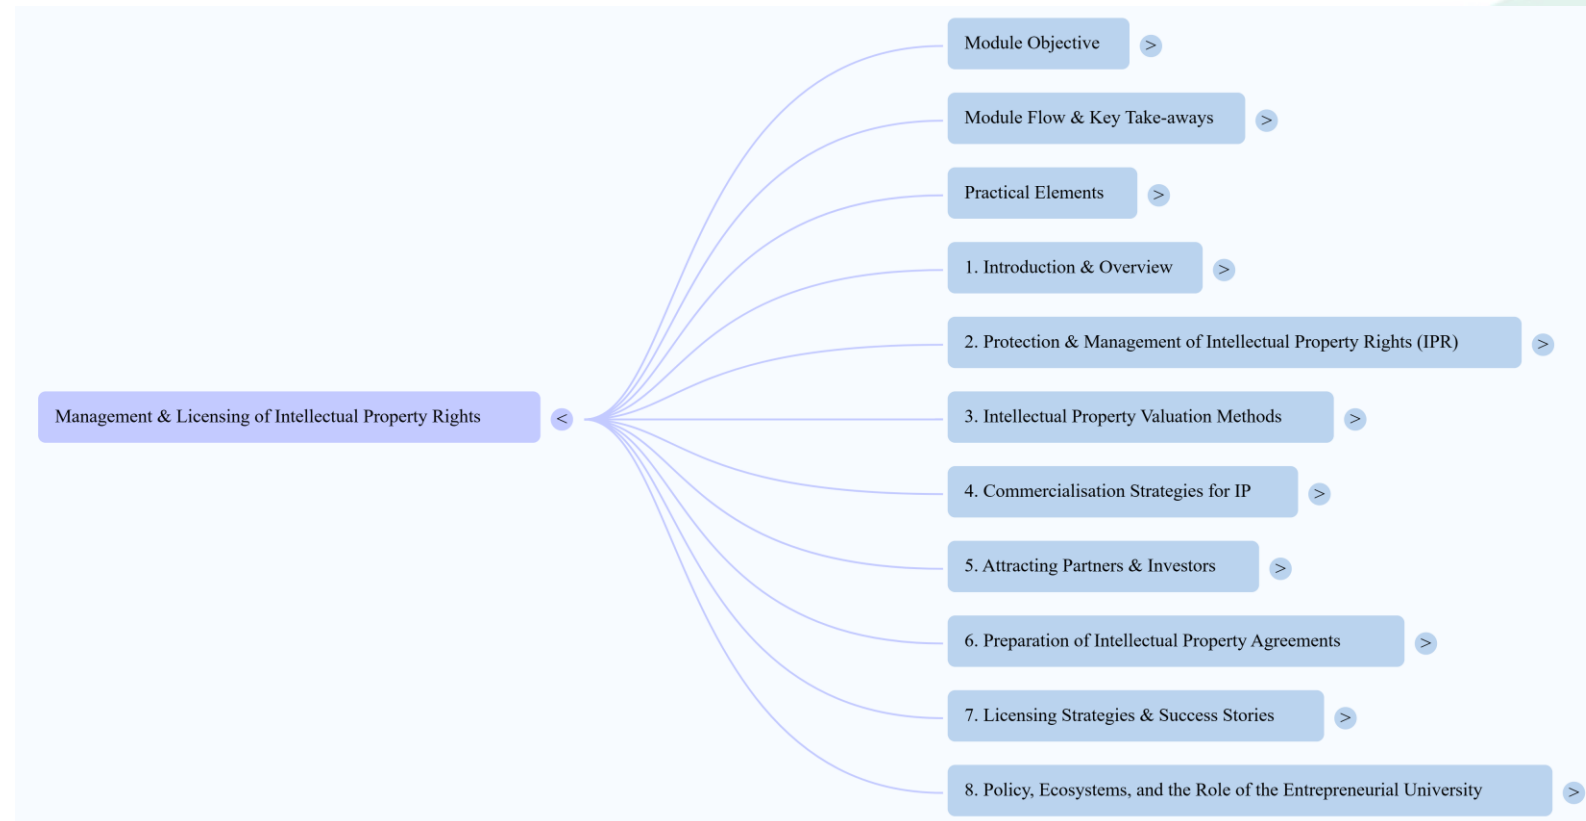 Module Objective >
Module Flow & Key Take-aways >
Practical Elements >
1. Introduction & Overview >
2. Protection & Management of Intellectual Property Rights (IPR) >
Management & Licensing of Intellectual Property Rights <
3. Intellectual Property Valuation Methods >
4. Commercialisation Strategies for IP >
5. Attracting Partners & Investors >
6. Preparation of Intellectual Property Agreements >
7. Licensing Strategies & Success Stories >
8. Policy, Ecosystems, and the Role of the Entrepreneurial University >